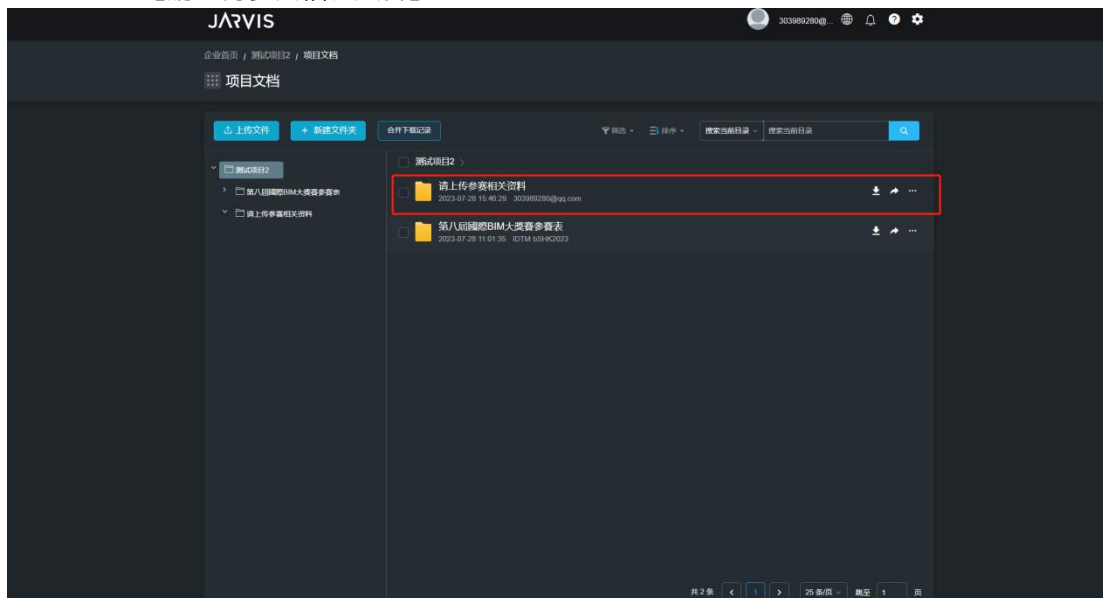 JARVIS
303989280@...
企业首页 / 测试项目2 / 项目文档
项目文档
上传文件
+ 新建文件夹
合并下载记录
筛选
排序
搜索当前目录
搜索当前目录
测试项目2
第八回國際BIM大奬賽参賽表
请上传参赛相关资料
测试项目2 >
请上传参赛相关资料
2023-07-28 15:46:29 303989280@qq.com
第八回國際BIM大奬賽參賽表
2023-07-28 11:01:35 IDTM bSHK2023
共 2 条 < 1 > 25 条/页 跳至 1 页